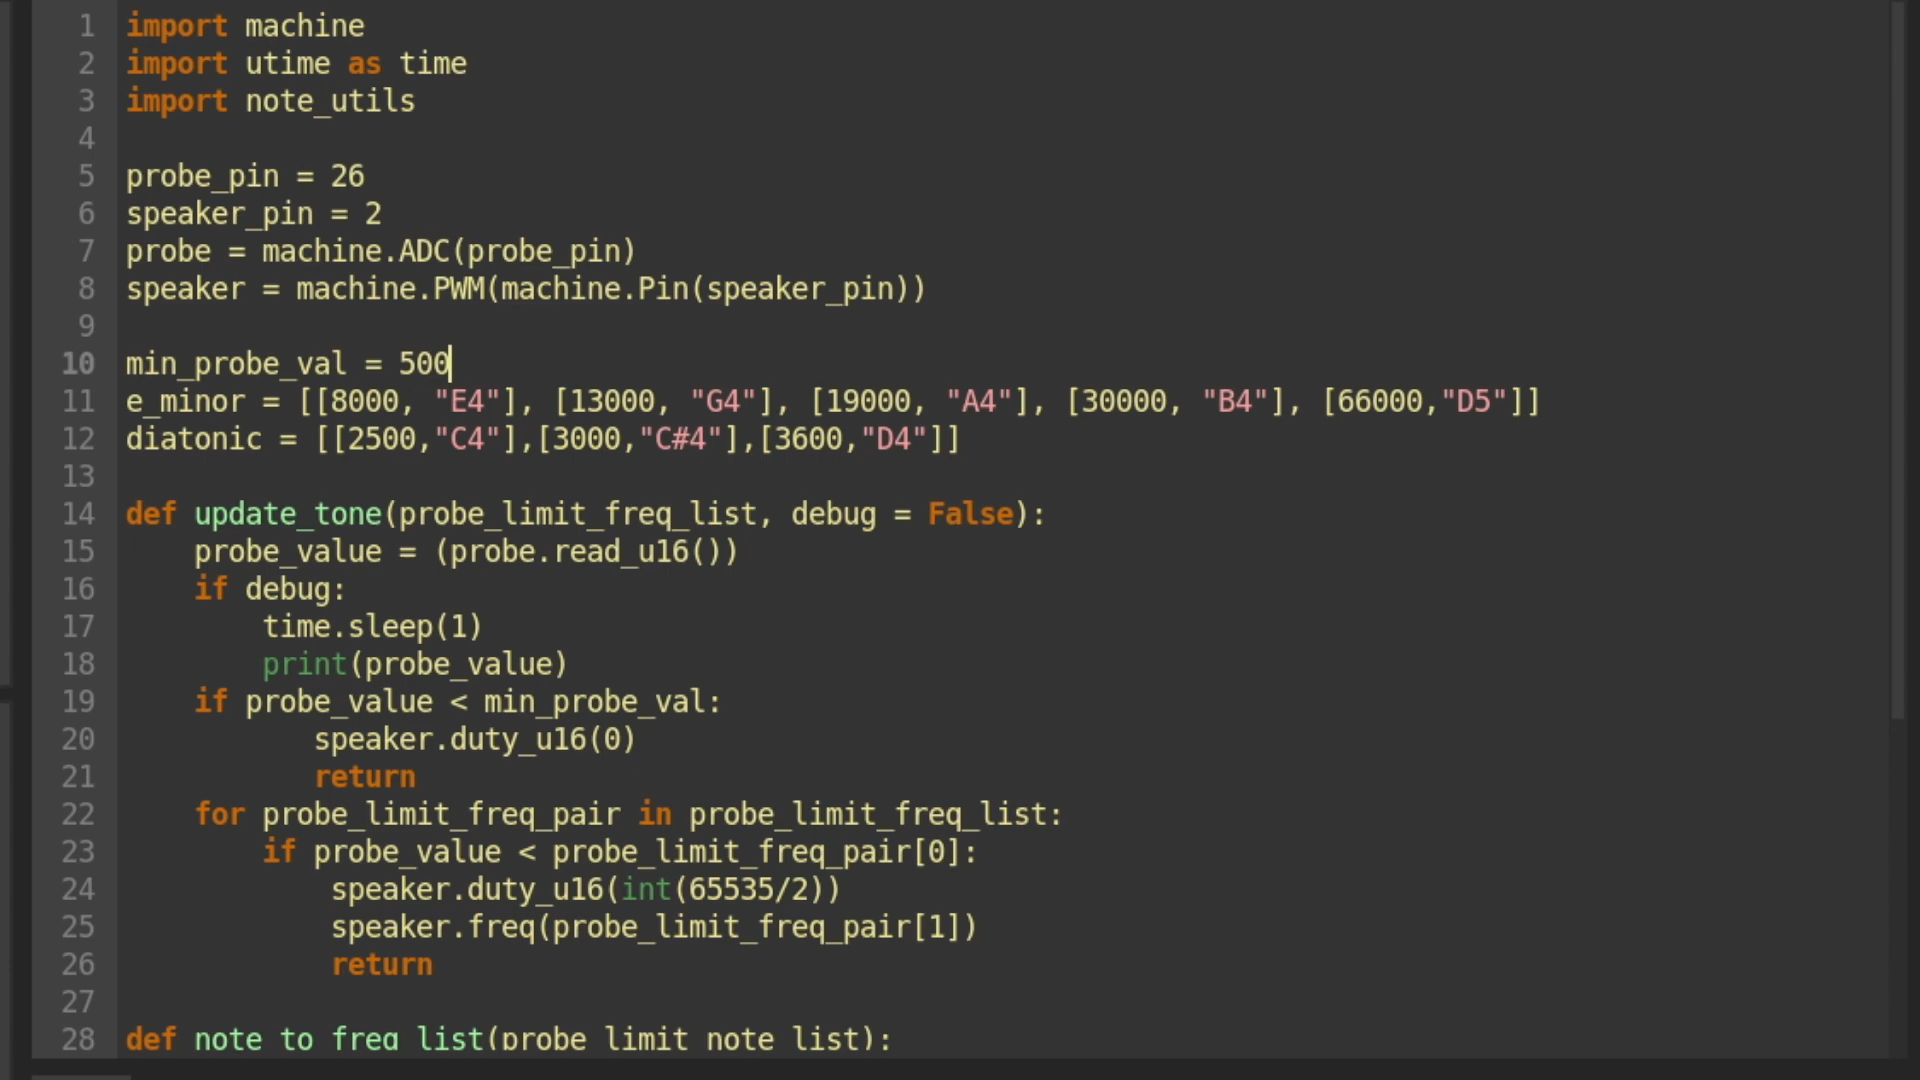 1 import machine
2 import utime as time
3 import note_utils
4
5 probe_pin = 26
6 speaker_pin = 2
7 probe = machine.ADC(probe_pin)
8 speaker = machine.PWM(machine.Pin(speaker_pin))
9
10 min_probe_val = 500
11 e_minor = [[8000, "E4"], [13000, "G4"], [19000, "A4"], [30000, "B4"], [66000,"D5"]]
12 diatonic = [[2500,"C4"],[3000,"C#4"],[3600,"D4"]]
13
14 def update_tone(probe_limit_freq_list, debug = False):
15     probe_value = (probe.read_u16())
16     if debug:
17         time.sleep(1)
18         print(probe_value)
19     if probe_value < min_probe_val:
20            speaker.duty_u16(0)
21            return
22     for probe_limit_freq_pair in probe_limit_freq_list:
23         if probe_value < probe_limit_freq_pair[0]:
24             speaker.duty_u16(int(65535/2))
25             speaker.freq(probe_limit_freq_pair[1])
26             return
27
28 def note_to_freq_list(probe_limit_note_list):